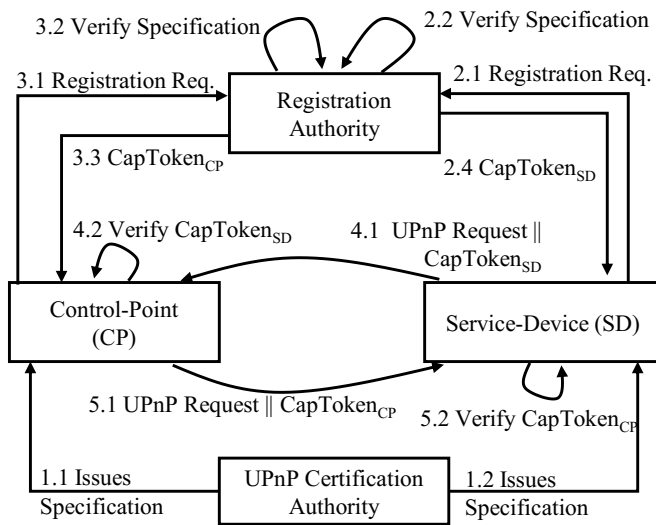 3.2 Verify Specification
2.2 Verify Specification
3.1 Registration Req.
2.1 Registration Req.
Registration
Authority
3.3 CapToken_CP
2.4 CapToken_SD
4.2 Verify CapToken_SD
4.1 UPnP Request ||
CapToken_SD
Control-Point
(CP)
Service-Device (SD)
5.1 UPnP Request || CapToken_CP
5.2 Verify CapToken_CP
1.1 Issues
Specification
UPnP Certification
Authority
1.2 Issues
Specification